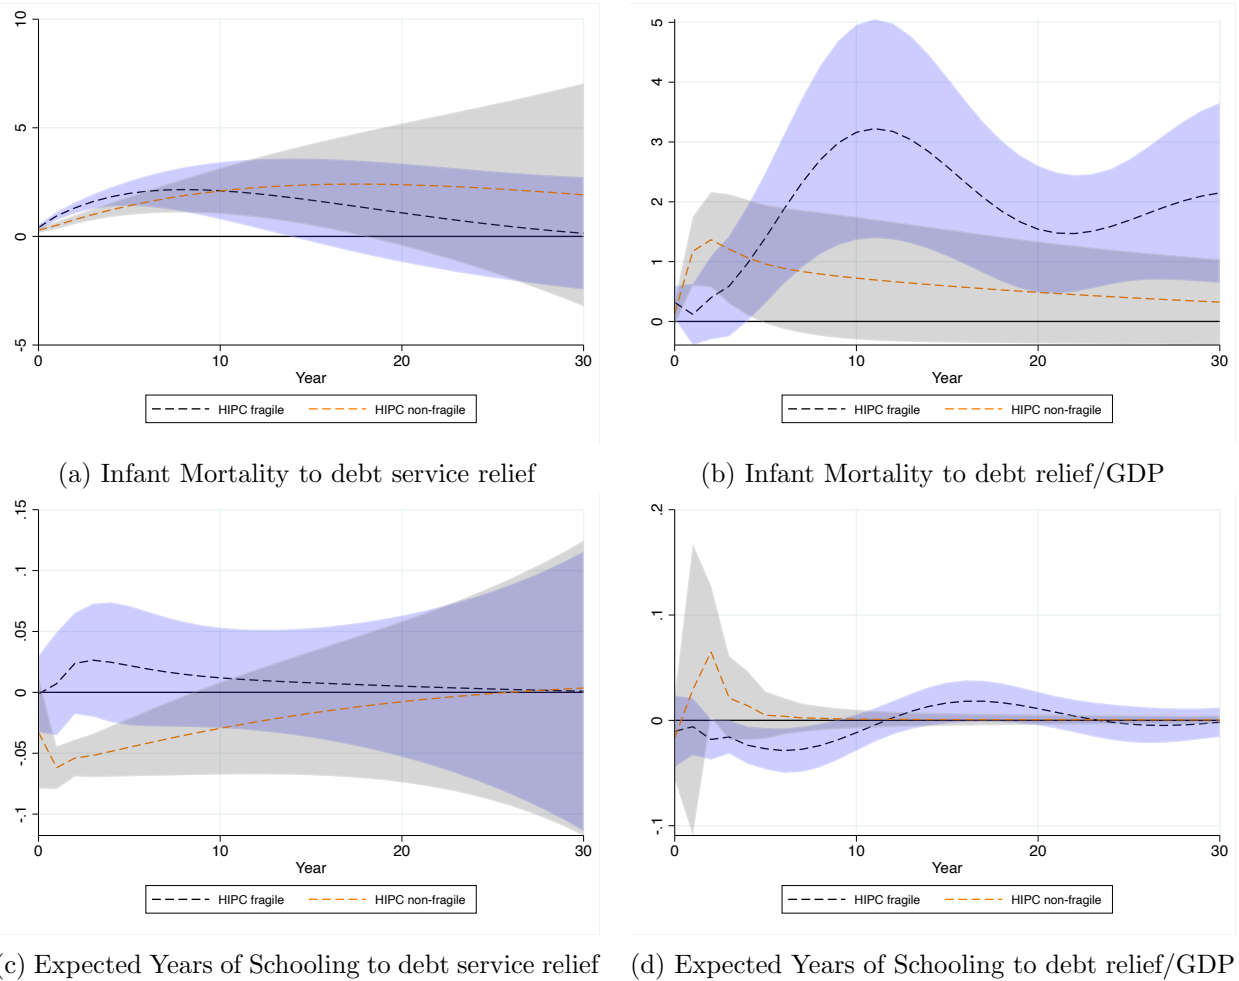 10
5
0
-5
0
10
20
30
Year
HIPC fragile
HIPC non-fragile
(a) Infant Mortality to debt service relief
5
4
3
2
1
0
0
10
20
30
Year
HIPC fragile
HIPC non-fragile
(b) Infant Mortality to debt relief/GDP
.15
.1
.05
0
-.05
-.1
0
10
20
30
Year
HIPC fragile
HIPC non-fragile
(c) Expected Years of Schooling to debt service relief
.2
.1
0
-.1
0
10
20
30
Year
HIPC fragile
HIPC non-fragile
(d) Expected Years of Schooling to debt relief/GDP